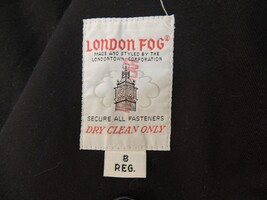 LONDON FOG®
MADE AND STYLED BY THE
LONDONTOWN CORPORATION
SECURE ALL FASTENERS
DRY CLEAN ONLY
8
REG.